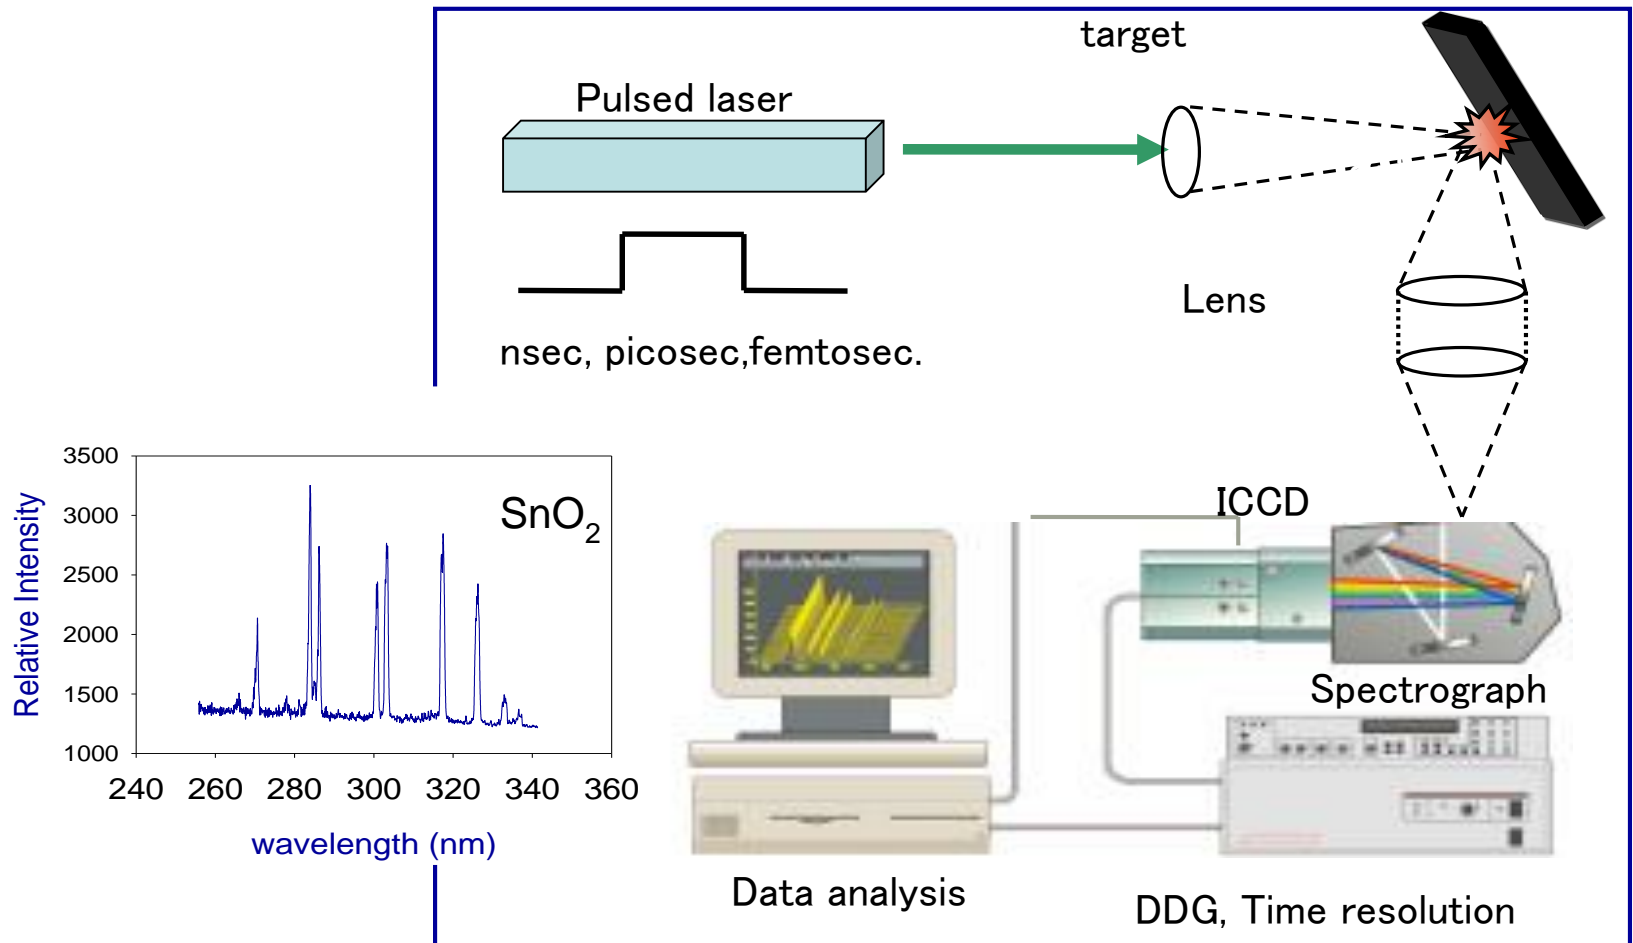 target
Pulsed laser
Lens
nsec, picosec,femtosec.
3500
3000
2500
2000
1500
1000
Relative Intensity
SnO₂
240 260 280 300 320 340 360
wavelength (nm)
ICCD
Spectrograph
Data analysis
DDG, Time resolution